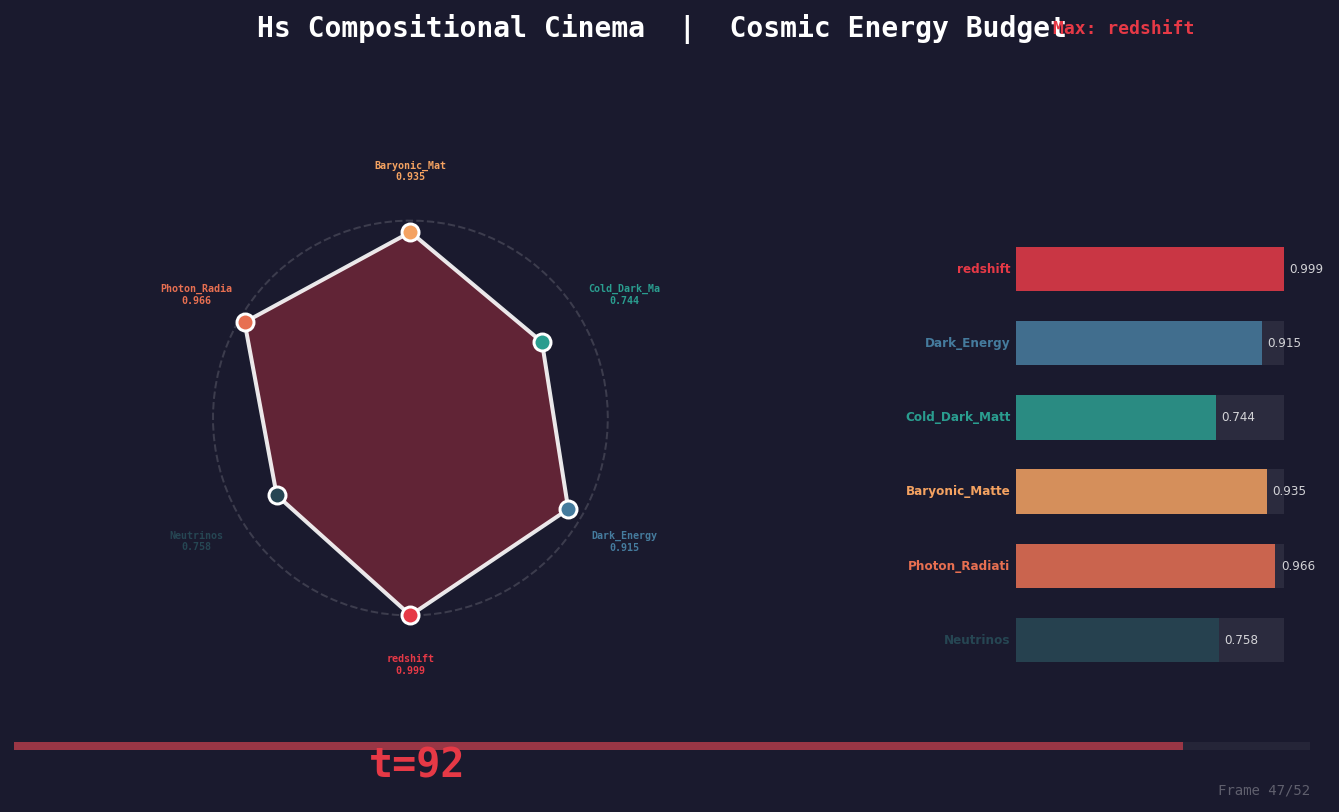 Hs Compositional Cinema | Cosmic Energy Budget
Max: redshift
Baryonic_Mat
0.935
Photon_Radia
0.966
Cold_Dark_Ma
0.744
Neutrinos
0.758
Dark_Energy
0.915
redshift
0.999
redshift 0.999
Dark_Energy 0.915
Cold_Dark_Matt 0.744
Baryonic_Matte 0.935
Photon_Radiati 0.966
Neutrinos 0.758
t=92
Frame 47/52